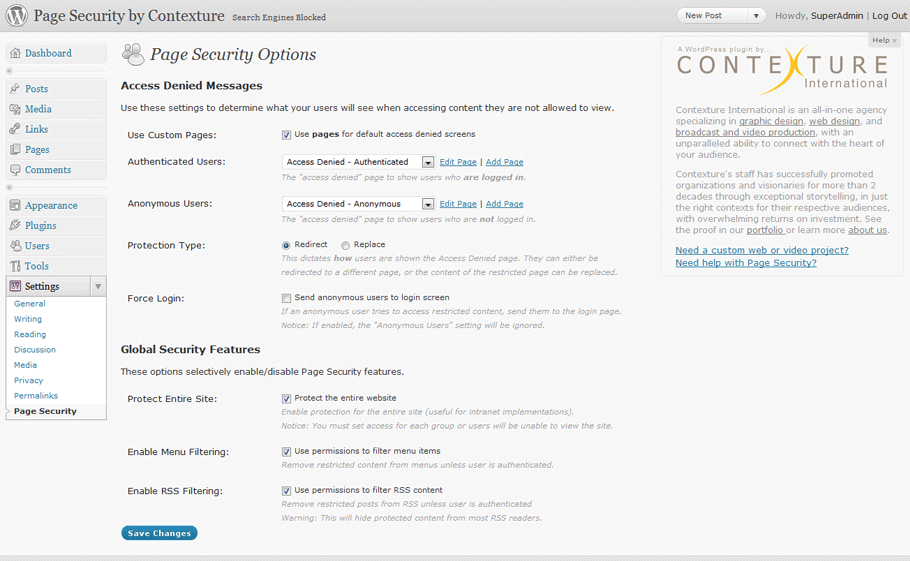 Page Security by Contexture Search Engines Blocked
New Post
Howdy, SuperAdmin | Log Out
Help
Dashboard
Posts
Media
Links
Pages
Comments
Appearance
Plugins
Users
Tools
Settings
General
Writing
Reading
Discussion
Media
Privacy
Permalinks
Page Security
Page Security Options
Access Denied Messages
Use these settings to determine what your users will see when accessing content they are not allowed to view.
Use Custom Pages: Use pages for default access denied screens
Authenticated Users: Access Denied - Authenticated Edit Page | Add Page
The "access denied" page to show users who are logged in.
Anonymous Users: Access Denied - Anonymous Edit Page | Add Page
The "access denied" page to show users who are not logged in.
Protection Type: Redirect Replace
This dictates how users are shown the Access Denied page. They can either be
redirected to a different page, or the content of the restricted page can be replaced.
Force Login: Send anonymous users to login screen
If an anonymous user tries to access restricted content, send them to the login page.
Notice: If enabled, the "Anonymous Users" setting will be ignored.
Global Security Features
These options selectively enable/disable Page Security features.
Protect Entire Site: Protect the entire website
Enable protection for the entire site (useful for intranet implementations).
Notice: You must set access for each group or users will be unable to view the site.
Enable Menu Filtering: Use permissions to filter menu items
Remove restricted content from menus unless user is authenticated.
Enable RSS Filtering: Use permissions to filter RSS content
Remove restricted posts from RSS unless user is authenticated
Warning: This will hide protected content from most RSS readers.
Save Changes
A WordPress plugin by...
CONTEXTURE
International
Contexture International is an all-in-one agency
specializing in graphic design, web design, and
broadcast and video production, with an
unparalleled ability to connect with the heart of
your audience.
Contexture's staff has successfully promoted
organizations and visionaries for more than 2
decades through exceptional storytelling, in just
the right contexts for their respective audiences,
with overwhelming returns on investment. See
the proof in our portfolio or learn more about us.
Need a custom web or video project?
Need help with Page Security?